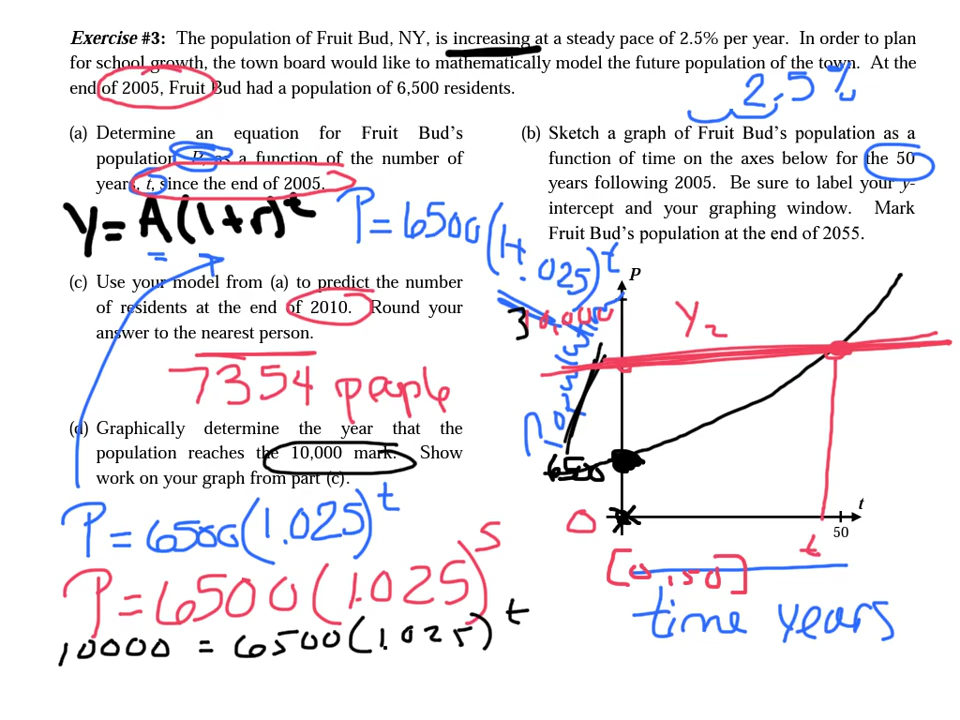 Exercise #3: The population of Fruit Bud, NY, is increasing at a steady pace of 2.5% per year. In order to plan
for school growth, the town board would like to mathematically model the future population of the town. At the
end of 2005, Fruit Bud had a population of 6,500 residents.
2.5%
(a) Determine an equation for Fruit Bud's
population, P, as a function of the number of
years, t, since the end of 2005.
y = A(1+r)^t
P = 6500(1+.025)^t
(b) Sketch a graph of Fruit Bud's population as a
function of time on the axes below for the 50
years following 2005. Be sure to label your y-
intercept and your graphing window. Mark
Fruit Bud's population at the end of 2055.
(c) Use your model from (a) to predict the number
of residents at the end of 2010. Round your
answer to the nearest person.
7354 people
(d) Graphically determine the year that the
population reaches the 10,000 mark. Show
work on your graph from part (c).
P = 6500(1.025)^t
P = 6500(1.025)^5
10000 = 6500(1.025)^t
P
Y2
Population
6500
0
t
50
t
[0,50]
time years